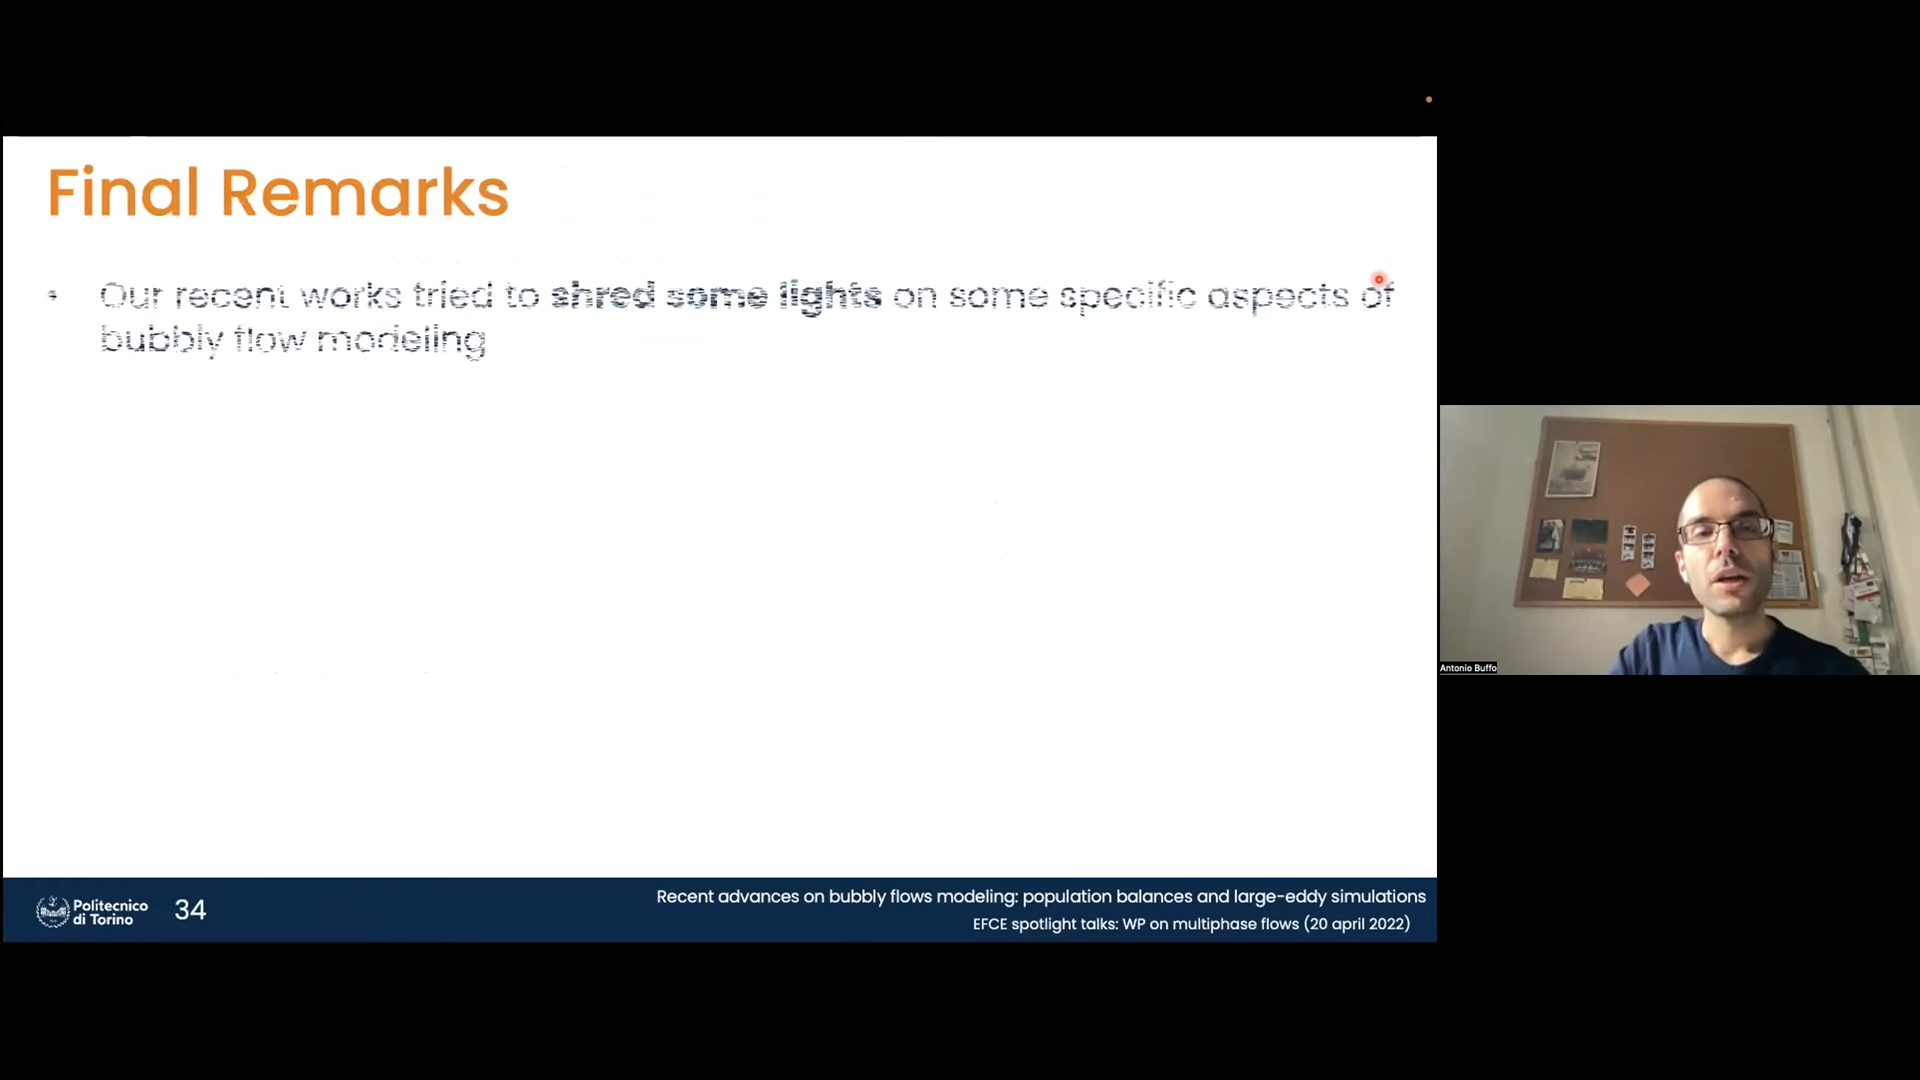 Final Remarks
• Our recent works tried to shred some lights on some specific aspects of
bubbly flow modeling
Politecnico
di Torino
34
Recent advances on bubbly flows modeling: population balances and large-eddy simulations
EFCE spotlight talks: WP on multiphase flows (20 april 2022)
Antonio Buffo